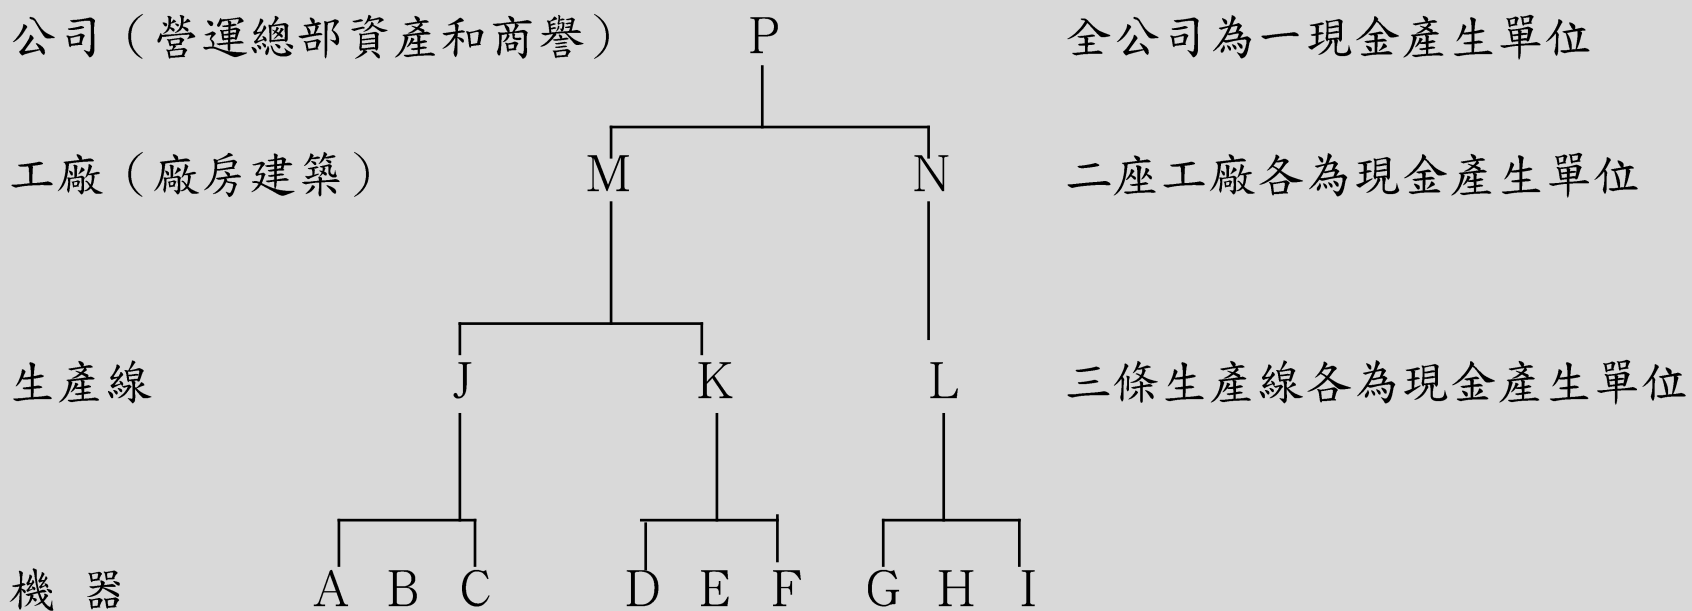 公司（營運總部資產和商譽） P 全公司為一現金產生單位
工廠（廠房建築） M N 二座工廠各為現金產生單位
生產線 J K L 三條生產線各為現金產生單位
機 器 A B C D E F G H I